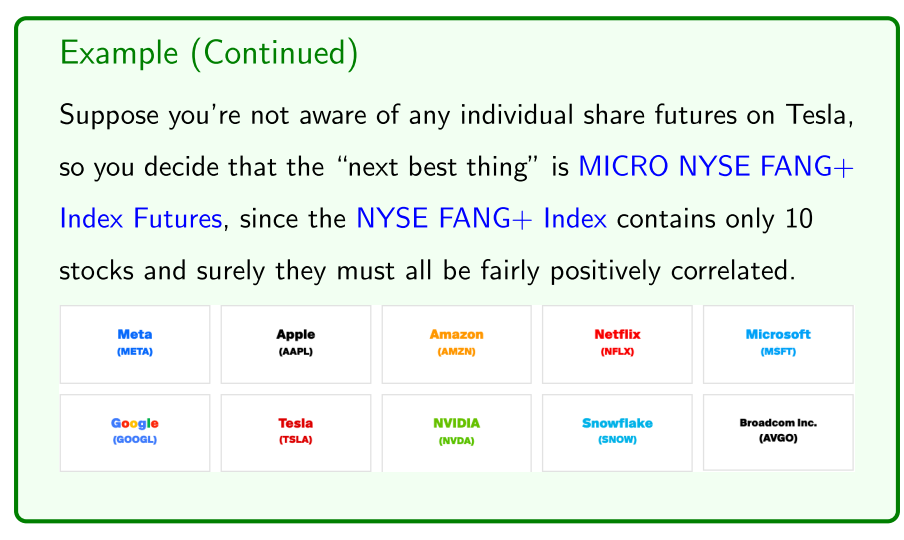 Example (Continued)
Suppose you're not aware of any individual share futures on Tesla,
so you decide that the “next best thing” is MICRO NYSE FANG+
Index Futures, since the NYSE FANG+ Index contains only 10
stocks and surely they must all be fairly positively correlated.
Meta Apple Amazon Netflix Microsoft
(META) (AAPL) (AMZN) (NFLX) (MSFT)
Google Tesla NVIDIA Snowflake Broadcom Inc.
(GOOGL) (TSLA) (NVDA) (SNOW) (AVGO)